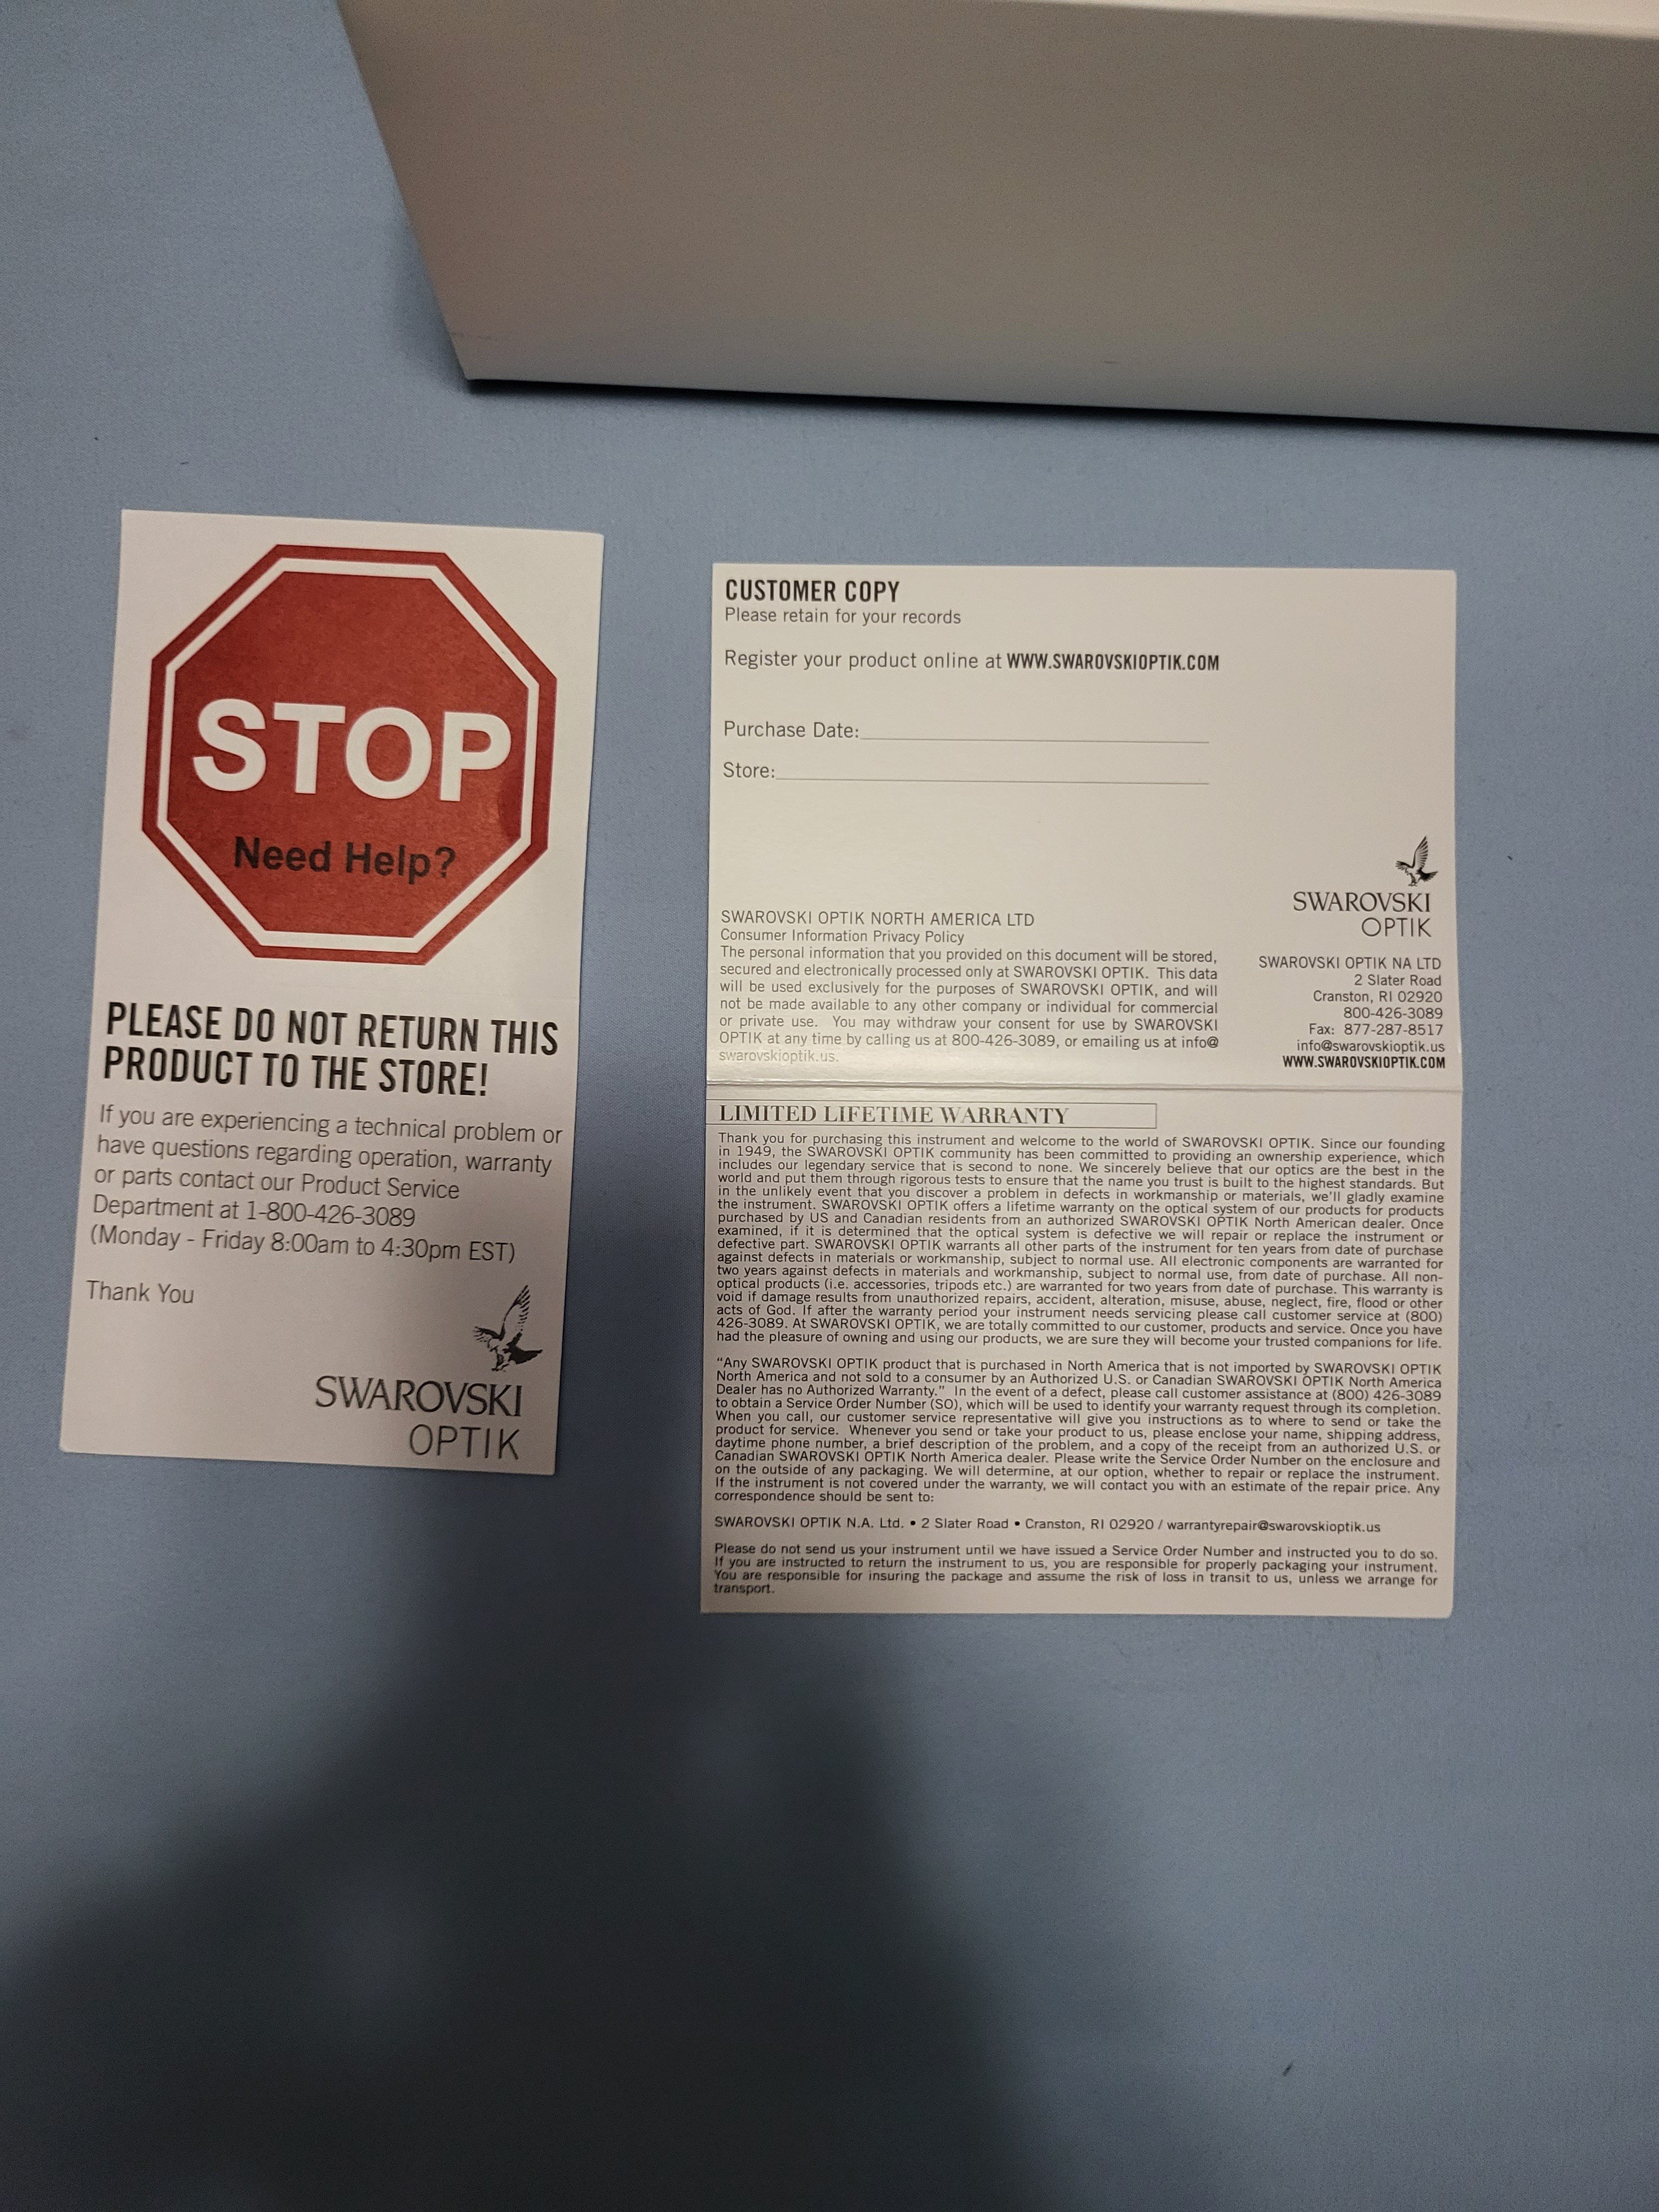 STOP
Need Help?
PLEASE DO NOT RETURN THIS
PRODUCT TO THE STORE!
If you are experiencing a technical problem or
have questions regarding operation, warranty
or parts contact our Product Service
Department at 1-800-426-3089
(Monday - Friday 8:00am to 4:30pm EST)
Thank You
SWAROVSKI
OPTIK
CUSTOMER COPY
Please retain for your records
Register your product online at WWW.SWAROVSKIOPTIK.COM
Purchase Date:
Store:
SWAROVSKI OPTIK NORTH AMERICA LTD
Consumer Information Privacy Policy
The personal information that you provided on this document will be stored,
secured and electronically processed only at SWAROVSKI OPTIK. This data
will be used exclusively for the purposes of SWAROVSKI OPTIK, and will
not be made available to any other company or individual for commercial
or private use. You may withdraw your consent for use by SWAROVSKI
OPTIK at any time by calling us at 800-426-3089, or emailing us at info@
swarovskioptik.us.
SWAROVSKI
OPTIK
SWAROVSKI OPTIK NA LTD
2 Slater Road
Cranston, RI 02920
800-426-3089
Fax: 877-287-8517
info@swarovskioptik.us
WWW.SWAROVSKIOPTIK.COM
LIMITED LIFETIME WARRANTY
Thank you for purchasing this instrument and welcome to the world of SWAROVSKI OPTIK. Since our founding
in 1949, the SWAROVSKI OPTIK community has been committed to providing an ownership experience, which
includes our legendary service that is second to none. We sincerely believe that our optics are the best in the
world and put them through rigorous tests to ensure that the name you trust is built to the highest standards. But
in the unlikely event that you discover a problem in defects in workmanship or materials, we'll gladly examine
the instrument. SWAROVSKI OPTIK offers a lifetime warranty on the optical system of our products for products
purchased by US and Canadian residents from an authorized SWAROVSKI OPTIK North American dealer. Once
examined, if it is determined that the optical system is defective we will repair or replace the instrument or
defective part. SWAROVSKI OPTIK warrants all other parts of the instrument for ten years from date of purchase
against defects in materials or workmanship, subject to normal use. All electronic components are warranted for
two years against defects in materials and workmanship, subject to normal use, from date of purchase. All non-
optical products (i.e. accessories, tripods etc.) are warranted for two years from date of purchase. This warranty is
void if damage results from unauthorized repairs, accident, alteration, misuse, abuse, neglect, fire, flood or other
acts of God. If after the warranty period your instrument needs servicing please call customer service at (800)
426-3089. At SWAROVSKI OPTIK, we are totally committed to our customer, products and service. Once you have
had the pleasure of owning and using our products, we are sure they will become your trusted companions for life.
"Any SWAROVSKI OPTIK product that is purchased in North America that is not imported by SWAROVSKI OPTIK
North America and not sold to a consumer by an Authorized U.S. or Canadian SWAROVSKI OPTIK North America
Dealer has no Authorized Warranty." In the event of a defect, please call customer assistance at (800) 426-3089
to obtain a Service Order Number (SO), which will be used to identify your warranty request through its completion.
When you call, our customer service representative will give you instructions as to where to send or take the
product for service. Whenever you send or take your product to us, please enclose your name, shipping address,
daytime phone number, a brief description of the problem, and a copy of the receipt from an authorized U.S. or
Canadian SWAROVSKI OPTIK North America dealer. Please write the Service Order Number on the enclosure and
on the outside of any packaging. We will determine, at our option, whether to repair or replace the instrument.
If the instrument is not covered under the warranty, we will contact you with an estimate of the repair price. Any
correspondence should be sent to:
SWAROVSKI OPTIK N.A. Ltd. • 2 Slater Road • Cranston, RI 02920 / warrantyrepair@swarovskioptik.us
Please do not send us your instrument until we have issued a Service Order Number and instructed you to do so.
If you are instructed to return the instrument to us, you are responsible for properly packaging your instrument.
You are responsible for insuring the package and assume the risk of loss in transit to us, unless we arrange for
transport.